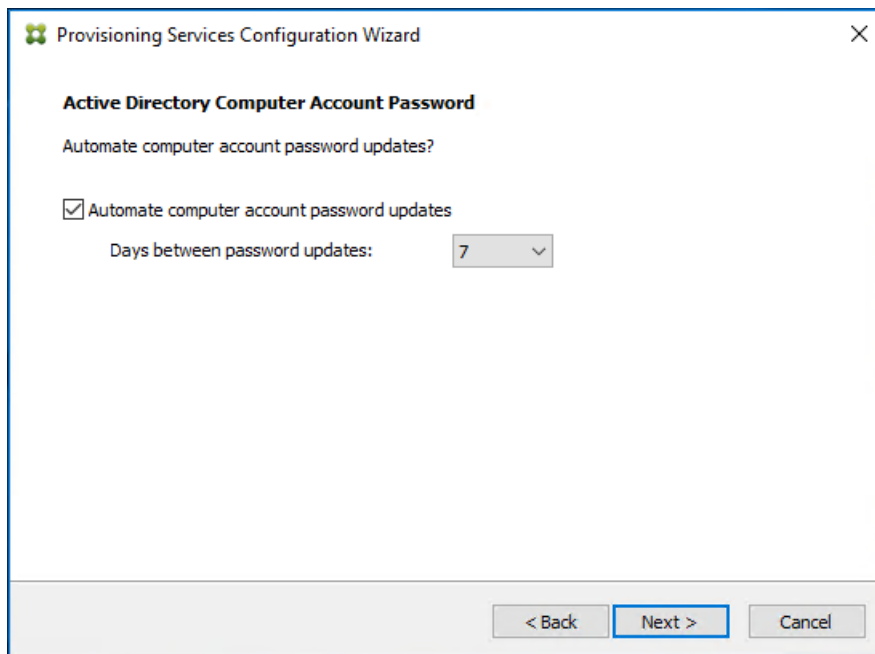 Provisioning Services Configuration Wizard
Active Directory Computer Account Password
Automate computer account password updates?
Automate computer account password updates
Days between password updates: 7
< Back Next > Cancel